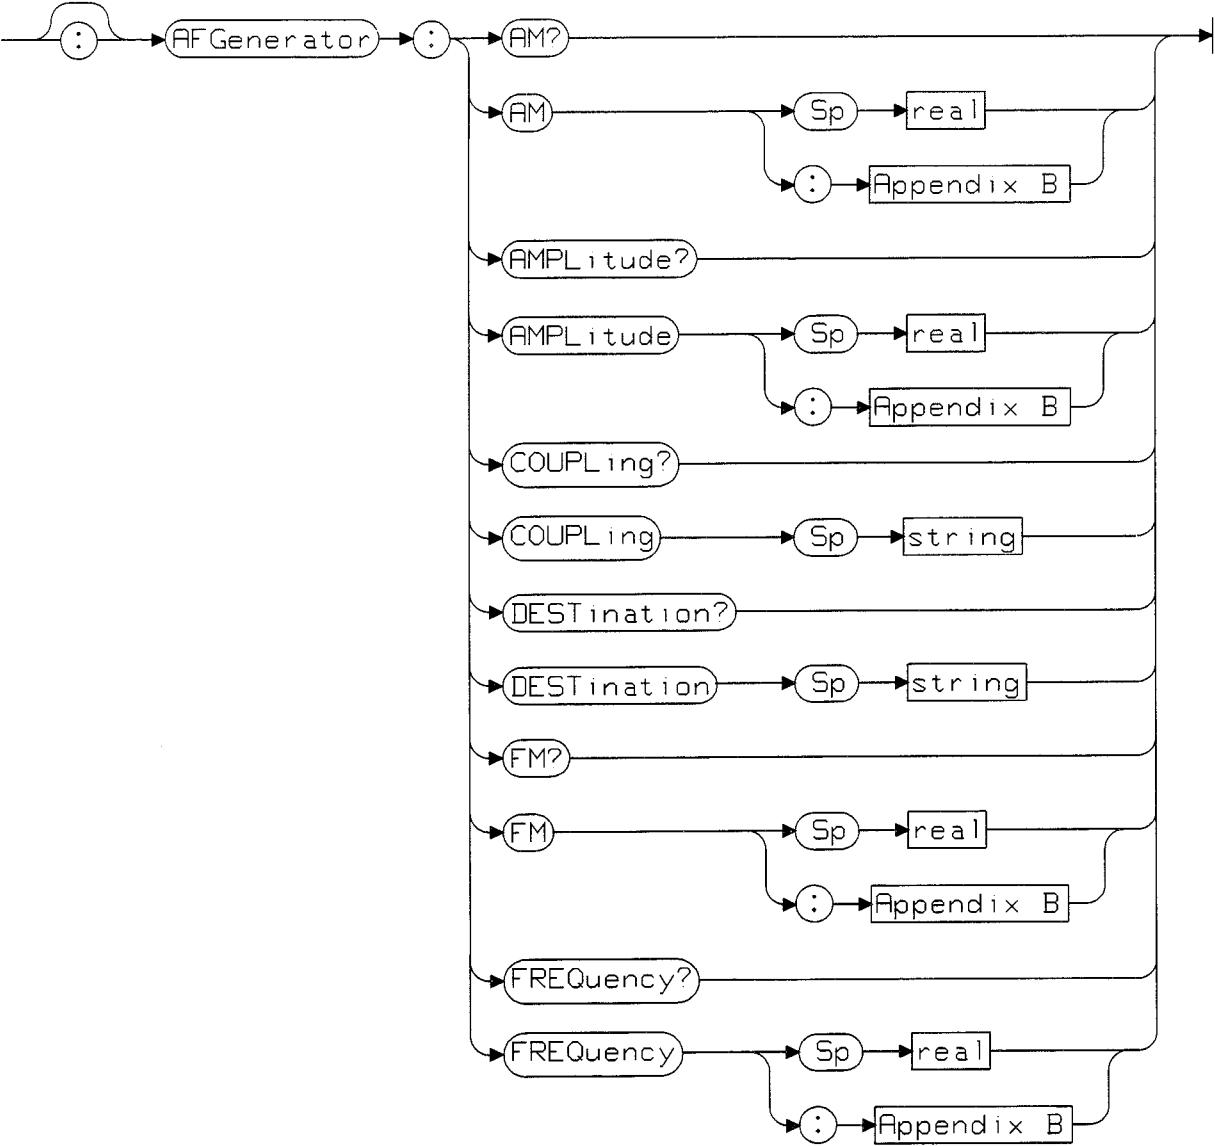 : AFGenerator : AM?
AM Sp real
: Appendix B
AMPLitude?
AMPLitude Sp real
: Appendix B
COUPLing?
COUPLing Sp string
DESTination?
DESTination Sp string
FM?
FM Sp real
: Appendix B
FREQuency?
FREQuency Sp real
: Appendix B